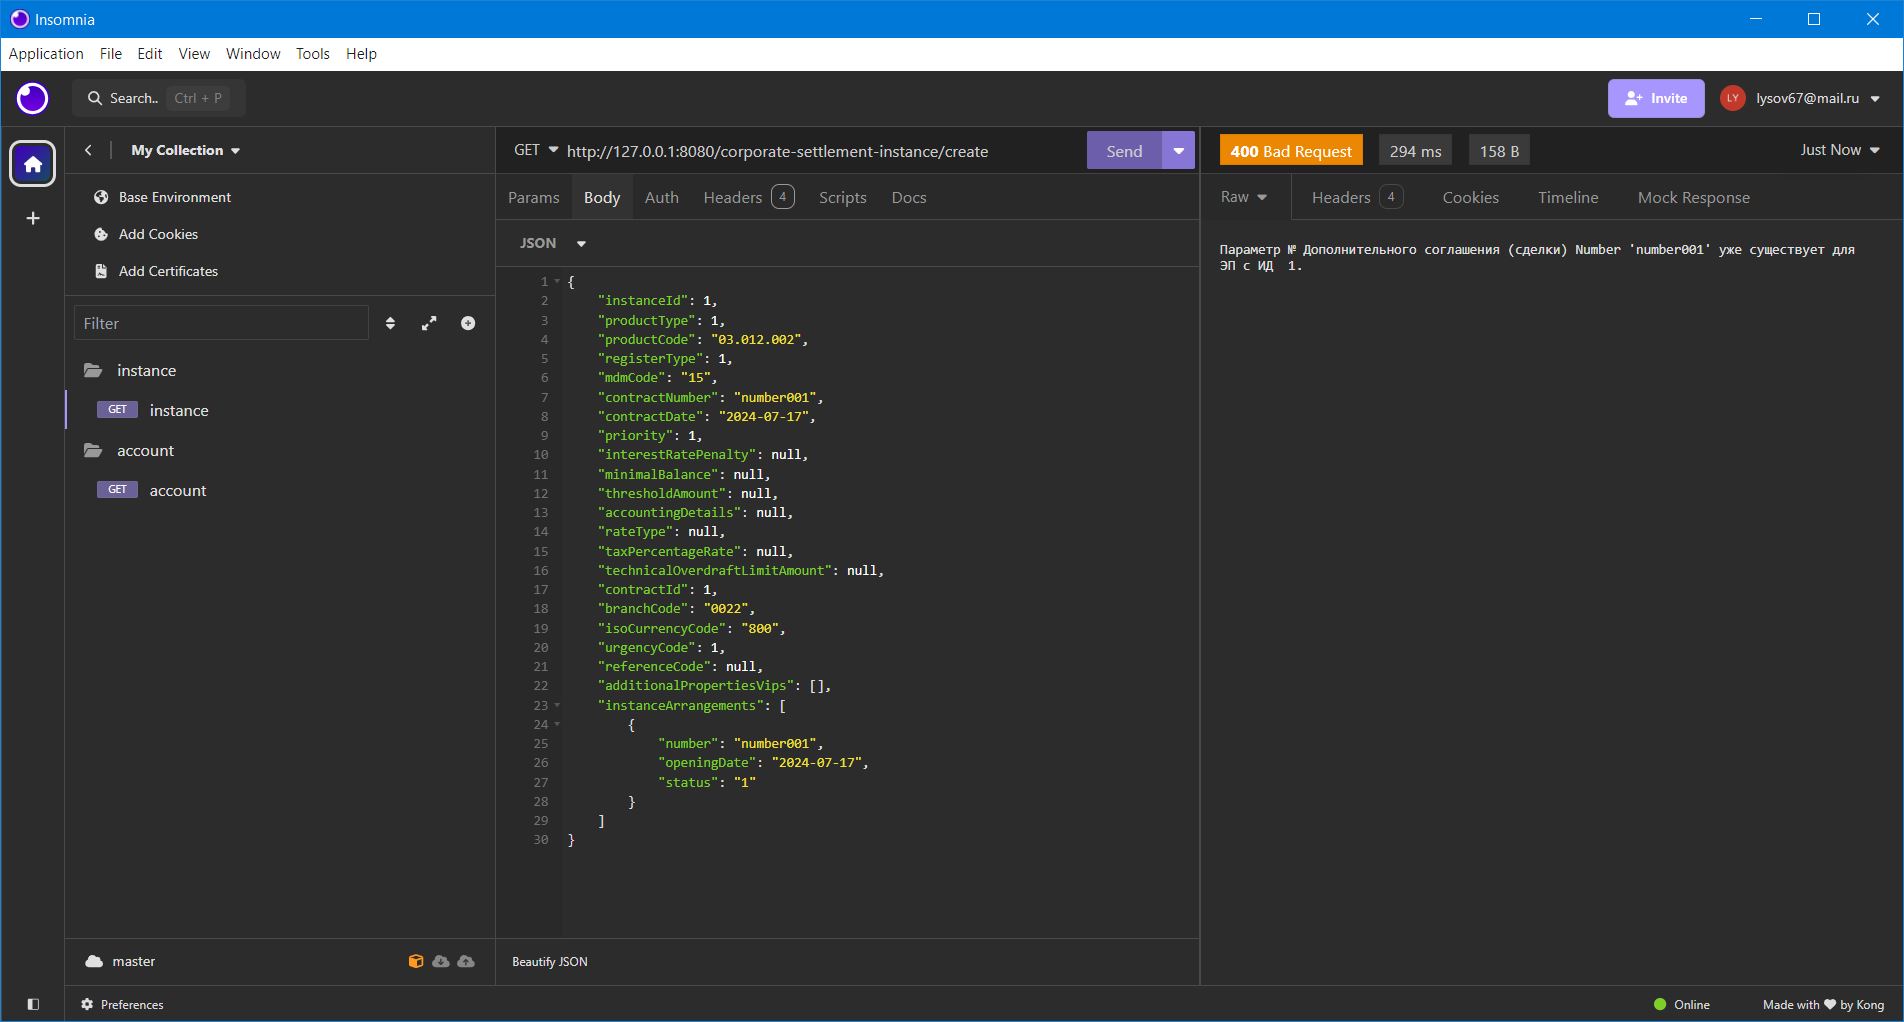 Insomnia
Application File Edit View Window Tools Help
Search.. Ctrl + P
Invite
LY lysov67@mail.ru
My Collection
GET http://127.0.0.1:8080/corporate-settlement-instance/create Send
400 Bad Request 294 ms 158 B Just Now
Base Environment
Add Cookies
Add Certificates
Filter
instance
GET instance
account
GET account
Params Body Auth Headers 4 Scripts Docs
JSON
1 {
2 "instanceId": 1,
3 "productType": 1,
4 "productCode": "03.012.002",
5 "registerType": 1,
6 "mdmCode": "15",
7 "contractNumber": "number001",
8 "contractDate": "2024-07-17",
9 "priority": 1,
10 "interestRatePenalty": null,
11 "minimalBalance": null,
12 "thresholdAmount": null,
13 "accountingDetails": null,
14 "rateType": null,
15 "taxPercentageRate": null,
16 "technicalOverdraftLimitAmount": null,
17 "contractId": 1,
18 "branchCode": "0022",
19 "isoCurrencyCode": "800",
20 "urgencyCode": 1,
21 "referenceCode": null,
22 "additionalPropertiesVips": [],
23 "instanceArrangements": [
24 {
25 "number": "number001",
26 "openingDate": "2024-07-17",
27 "status": "1"
28 }
29 ]
30 }
Raw Headers 4 Cookies Timeline Mock Response
Параметр № Дополнительного соглашения (сделки) Number 'number001' уже существует для
ЭП с ИД  1.
master
Beautify JSON
Preferences
Online
Made with ♥ by Kong